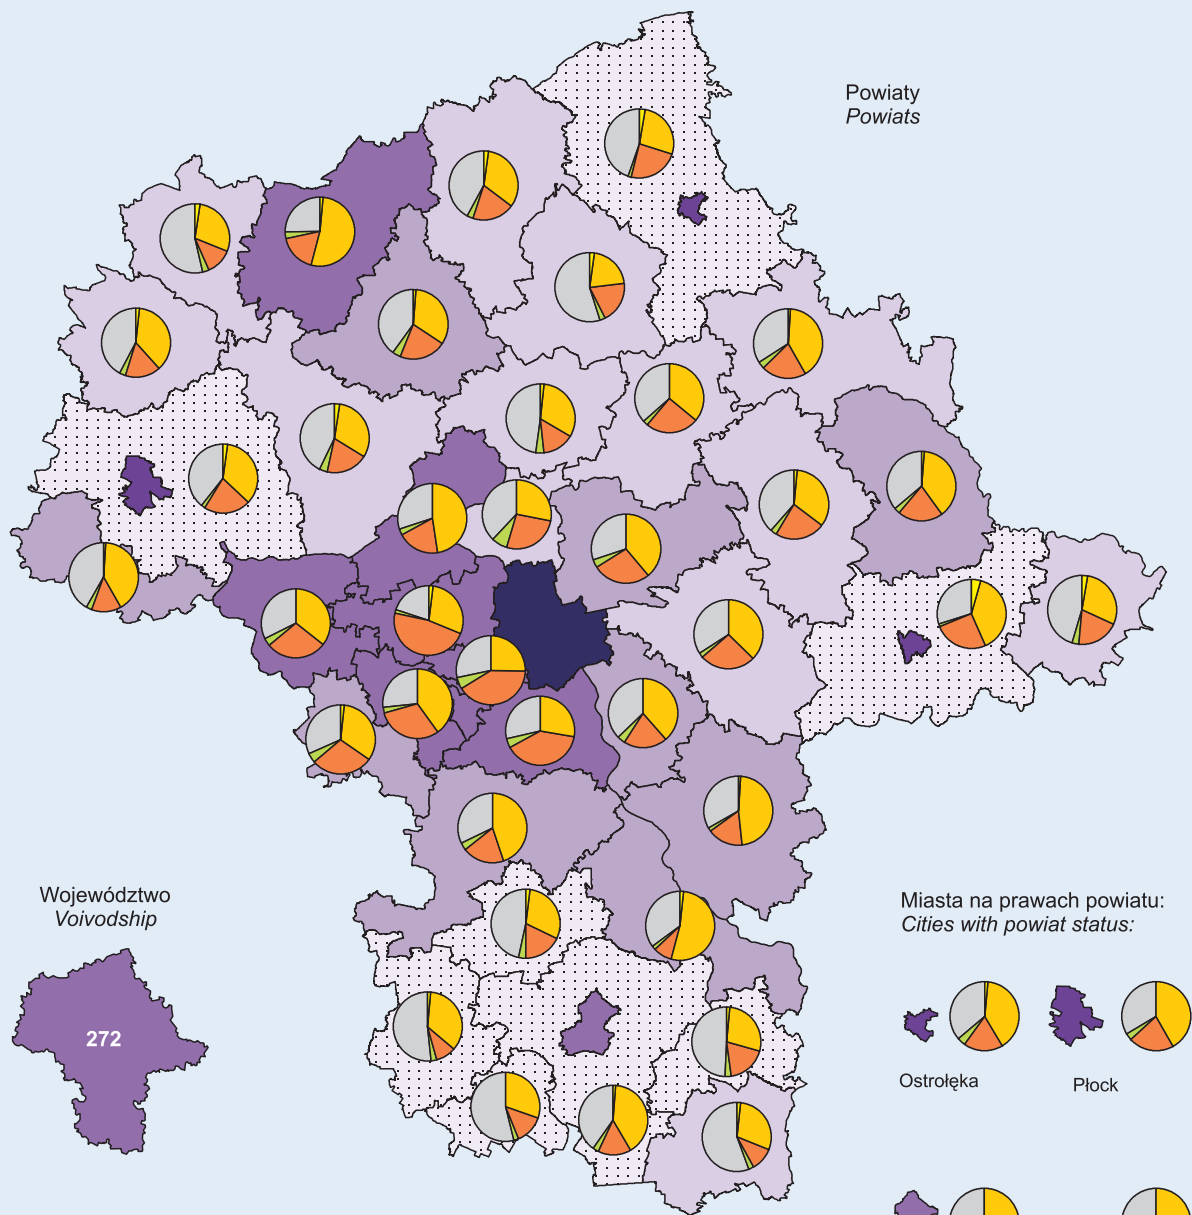 Powiaty
Powiats
Województwo
Voivodship
272
Miasta na prawach powiatu:
Cities with powiat status:
Ostrołęka
Płock